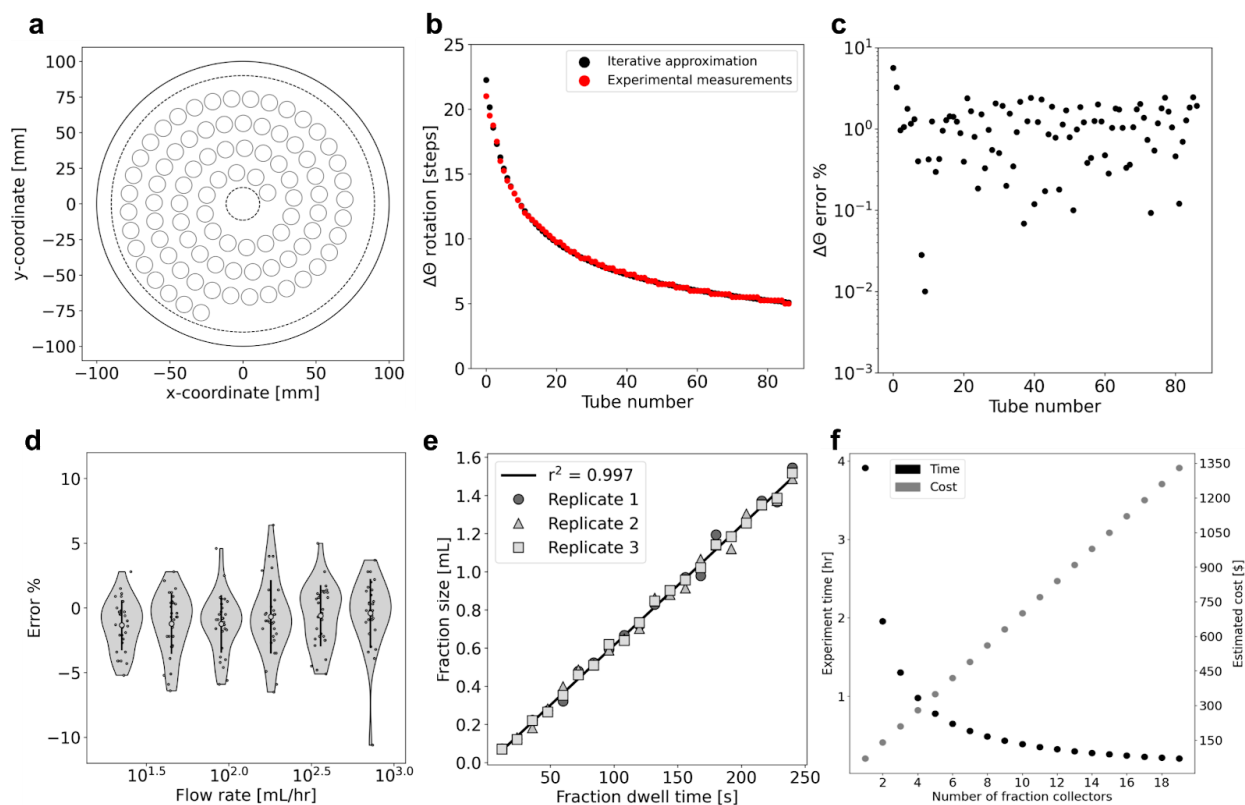 a
100
75
50
25
0
−25
−50
−75
−100
y-coordinate [mm]
−100
−50
0
50
100
x-coordinate [mm]
b
25
20
15
10
5
0
ΔΘ rotation [steps]
Iterative approximation
Experimental measurements
0
20
40
60
80
Tube number
c
10^1
10^0
10^−1
10^−2
10^−3
ΔΘ error %
0
20
40
60
80
Tube number
d
10
5
0
−5
−10
Error %
10^1.5
10^2.0
10^2.5
10^3.0
Flow rate [mL/hr]
e
1.6
1.4
1.2
1.0
0.8
0.6
0.4
0.2
0.0
Fraction size [mL]
r^2 = 0.997
Replicate 1
Replicate 2
Replicate 3
50
100
150
200
250
Fraction dwell time [s]
f
4
3
2
1
Experiment time [hr]
Time
Cost
1350
1200
1050
900
750
600
450
300
150
Estimated cost [$]
2
4
6
8
10
12
14
16
18
Number of fraction collectors